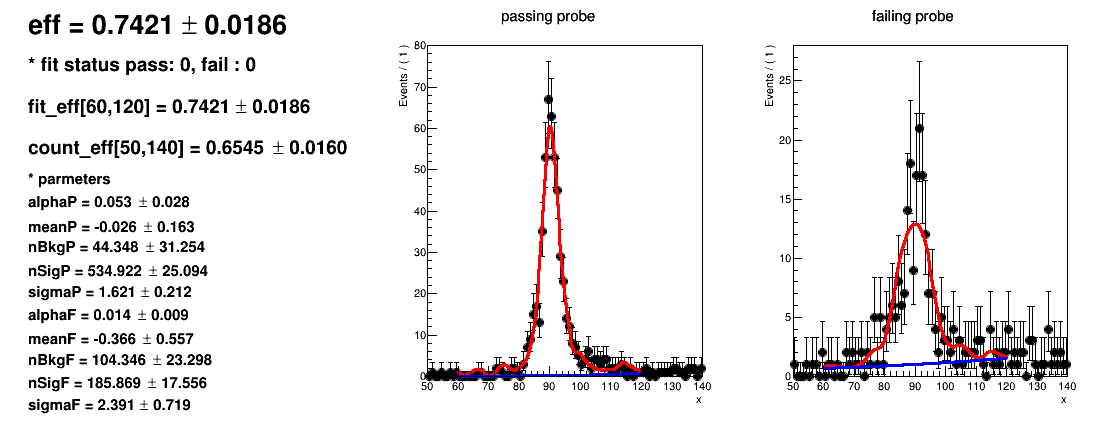 eff = 0.7421 ± 0.0186
* fit status pass: 0, fail : 0
fit_eff[60,120] = 0.7421 ± 0.0186
count_eff[50,140] = 0.6545 ± 0.0160
* parmeters
alphaP = 0.053 ± 0.028
meanP = -0.026 ± 0.163
nBkgP = 44.348 ± 31.254
nSigP = 534.922 ± 25.094
sigmaP = 1.621 ± 0.212
alphaF = 0.014 ± 0.009
meanF = -0.366 ± 0.557
nBkgF = 104.346 ± 23.298
nSigF = 185.869 ± 17.556
sigmaF = 2.391 ± 0.719
passing probe
Events / ( 1 )
80
70
60
50
40
30
20
10
0
50 60 70 80 90 100 110 120 130 140
x
failing probe
Events / ( 1 )
25
20
15
10
5
0
50 60 70 80 90 100 110 120 130 140
x